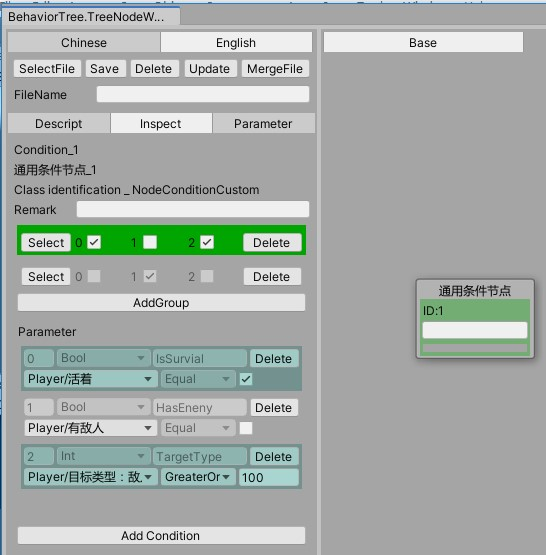 BehaviorTree.TreeNodeW...
Chinese English
SelectFile Save Delete Update MergeFile
FileName
Descript Inspect Parameter
Condition_1
通用条件节点_1
Class identification _ NodeConditionCustom
Remark
Select 0 1 2 Delete
Select 0 1 2 Delete
AddGroup
Parameter
0 Bool IsSurvial Delete
Player/活着 Equal
1 Bool HasEneny Delete
Player/有敌人 Equal
2 Int TargetType Delete
Player/目标类型：敌 GreaterOr 100
Add Condition
Base
通用条件节点
ID:1